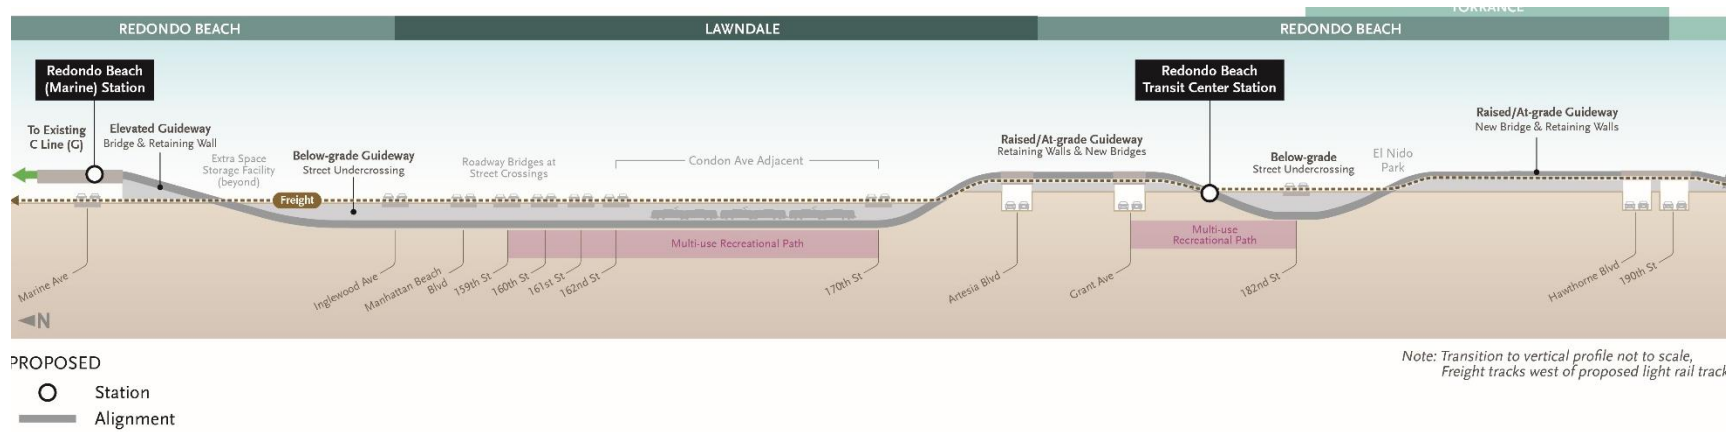 TORRANCE
REDONDO BEACH
LAWNDALE
REDONDO BEACH
Redondo Beach
(Marine) Station
Redondo Beach
Transit Center Station
To Existing
C Line (G)
Elevated Guideway
Bridge & Retaining Wall
Extra Space
Storage Facility
(beyond)
Below-grade Guideway
Street Undercrossing
Roadway Bridges at
Street Crossings
Condon Ave Adjacent
Raised/At-grade Guideway
Retaining Walls & New Bridges
Below-grade
Street Undercrossing
El Nido
Park
Raised/At-grade Guideway
New Bridge & Retaining Walls
Freight
Multi-use Recreational Path
Multi-use
Recreational Path
Marine Ave
Inglewood Ave
Manhattan Beach
Blvd
159th St
160th St
161st St
162nd St
170th St
Artesia Blvd
Grant Ave
182nd St
Hawthorne Blvd
190th St
N
PROPOSED
Station
Alignment
Note: Transition to vertical profile not to scale,
Freight tracks west of proposed light rail track